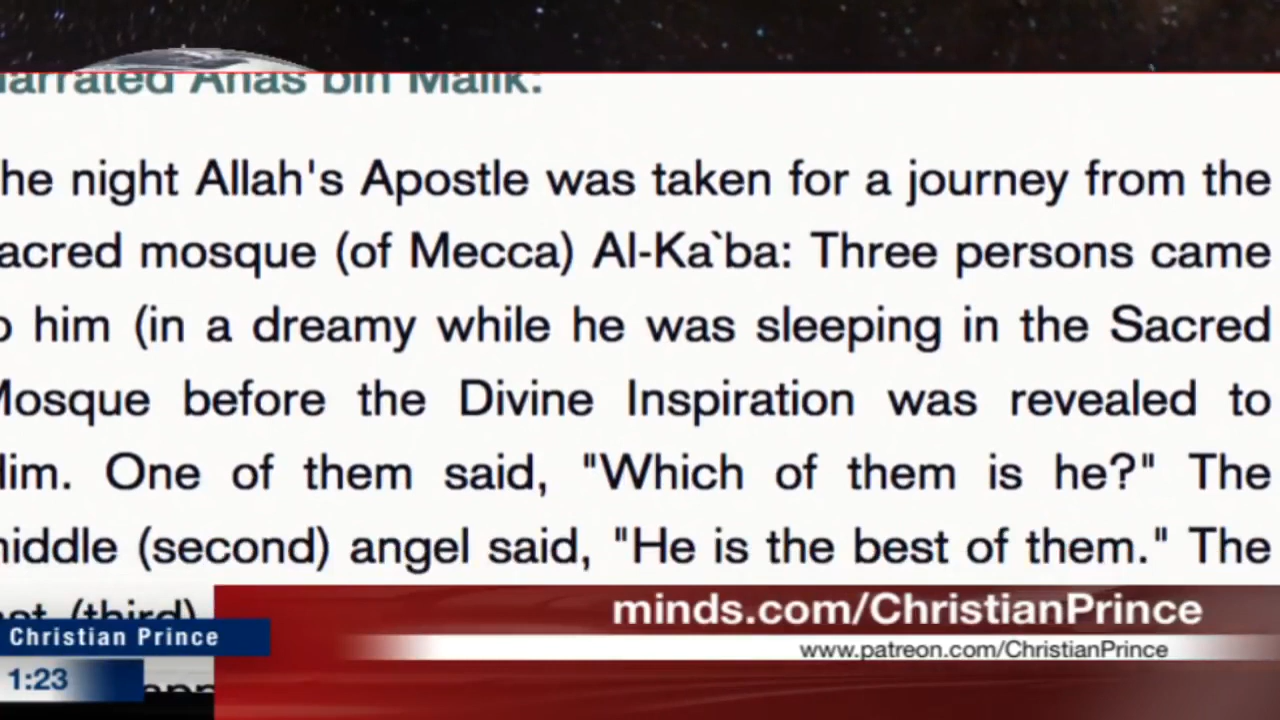 arrated Anas bin Malik:
he night Allah's Apostle was taken for a journey from the
acred mosque (of Mecca) Al-Ka`ba: Three persons came
o him (in a dreamy while he was sleeping in the Sacred
Mosque before the Divine Inspiration was revealed to
Him. One of them said, "Which of them is he?" The
middle (second) angel said, "He is the best of them." The
(third)
minds.com/ChristianPrince
Christian Prince
www.patreon.com/ChristianPrince
1:23